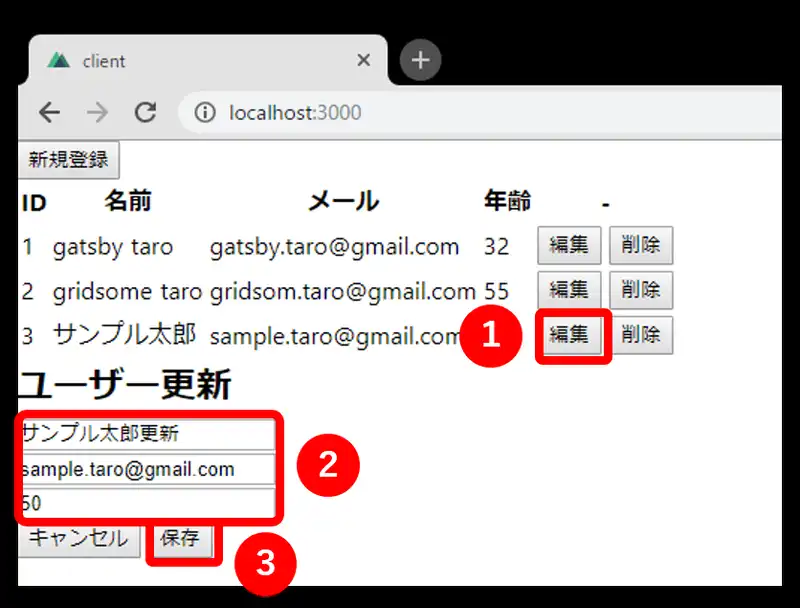 client
localhost:3000
新規登録
ID 名前 メール 年齢 -
1 gatsby taro gatsby.taro@gmail.com 32 編集 削除
2 gridsome taro gridsom.taro@gmail.com 55 編集 削除
3 サンプル太郎 sample.taro@gmail.com 1 編集 削除
ユーザー更新
サンプル太郎更新
sample.taro@gmail.com 2
50
キャンセル 保存
3